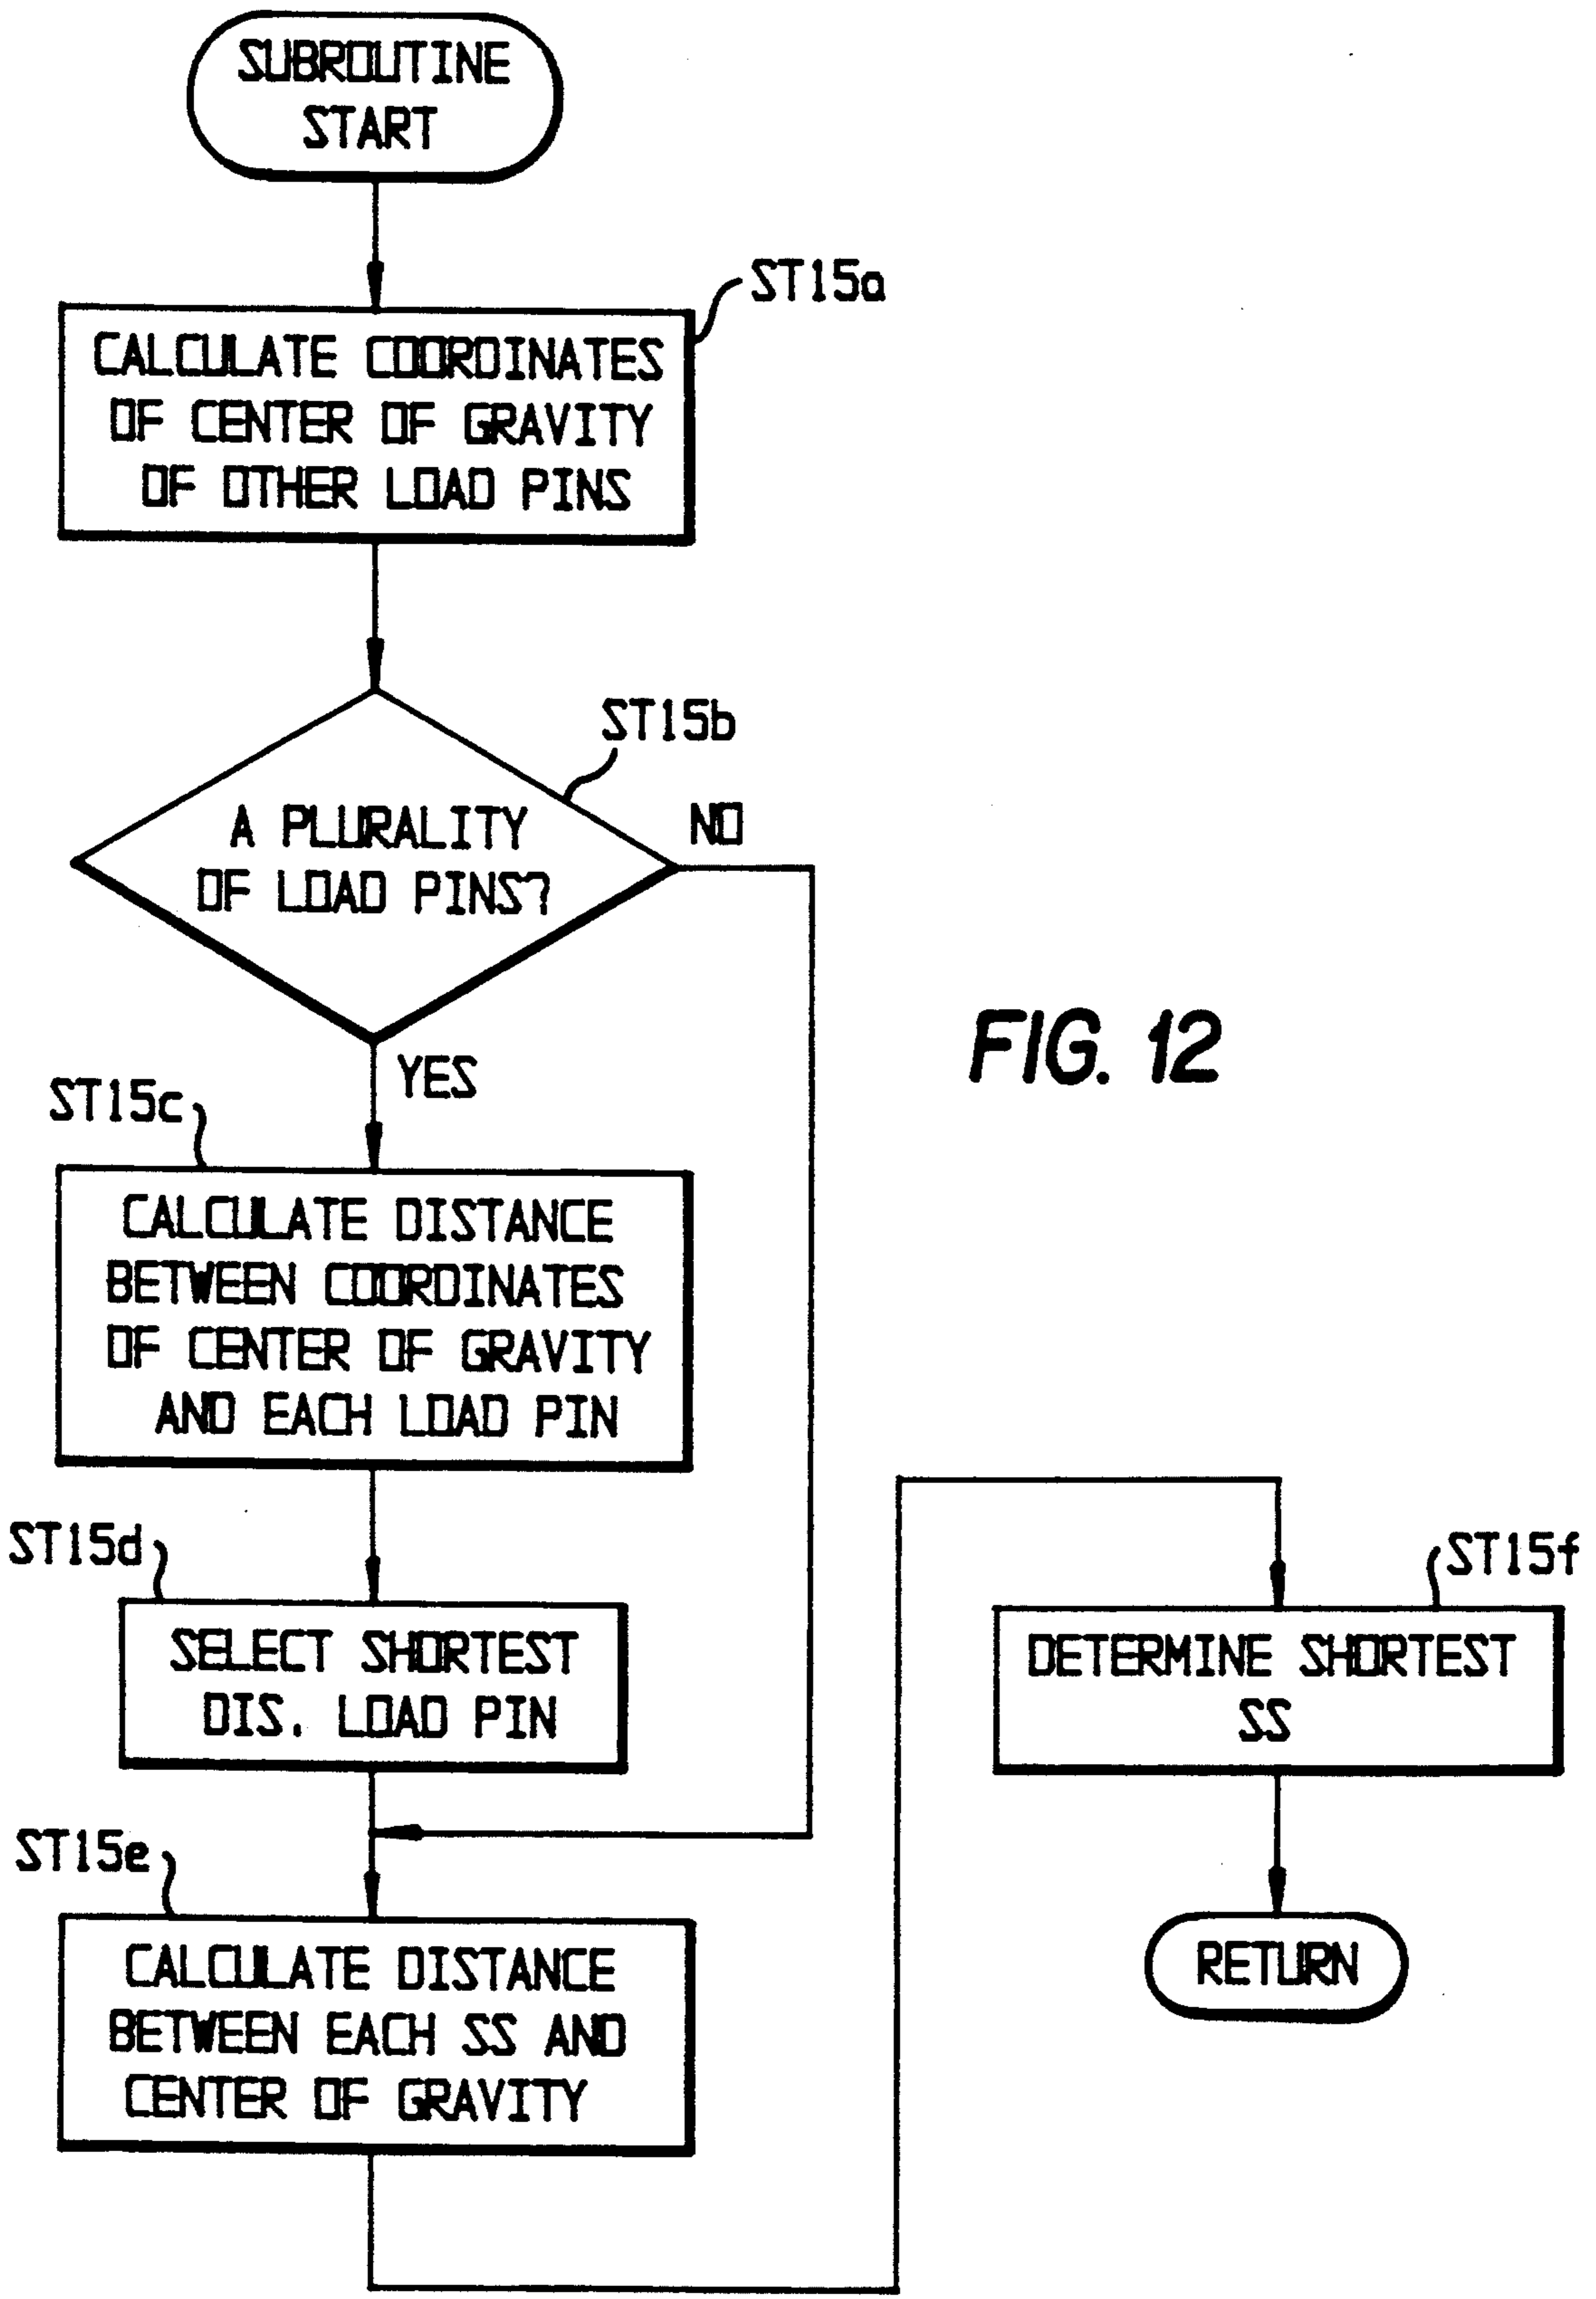 SUBROUTINE
START
ST15a
CALCULATE COORDINATES
OF CENTER OF GRAVITY
OF OTHER LOAD PINS
ST15b
A PLURALITY
OF LOAD PINS?
NO
YES
FIG. 12
ST15c
CALCULATE DISTANCE
BETWEEN COORDINATES
OF CENTER OF GRAVITY
AND EACH LOAD PIN
ST15d
SELECT SHORTEST
DIS. LOAD PIN
ST15e
CALCULATE DISTANCE
BETWEEN EACH SS AND
CENTER OF GRAVITY
ST15f
DETERMINE SHORTEST
SS
RETURN